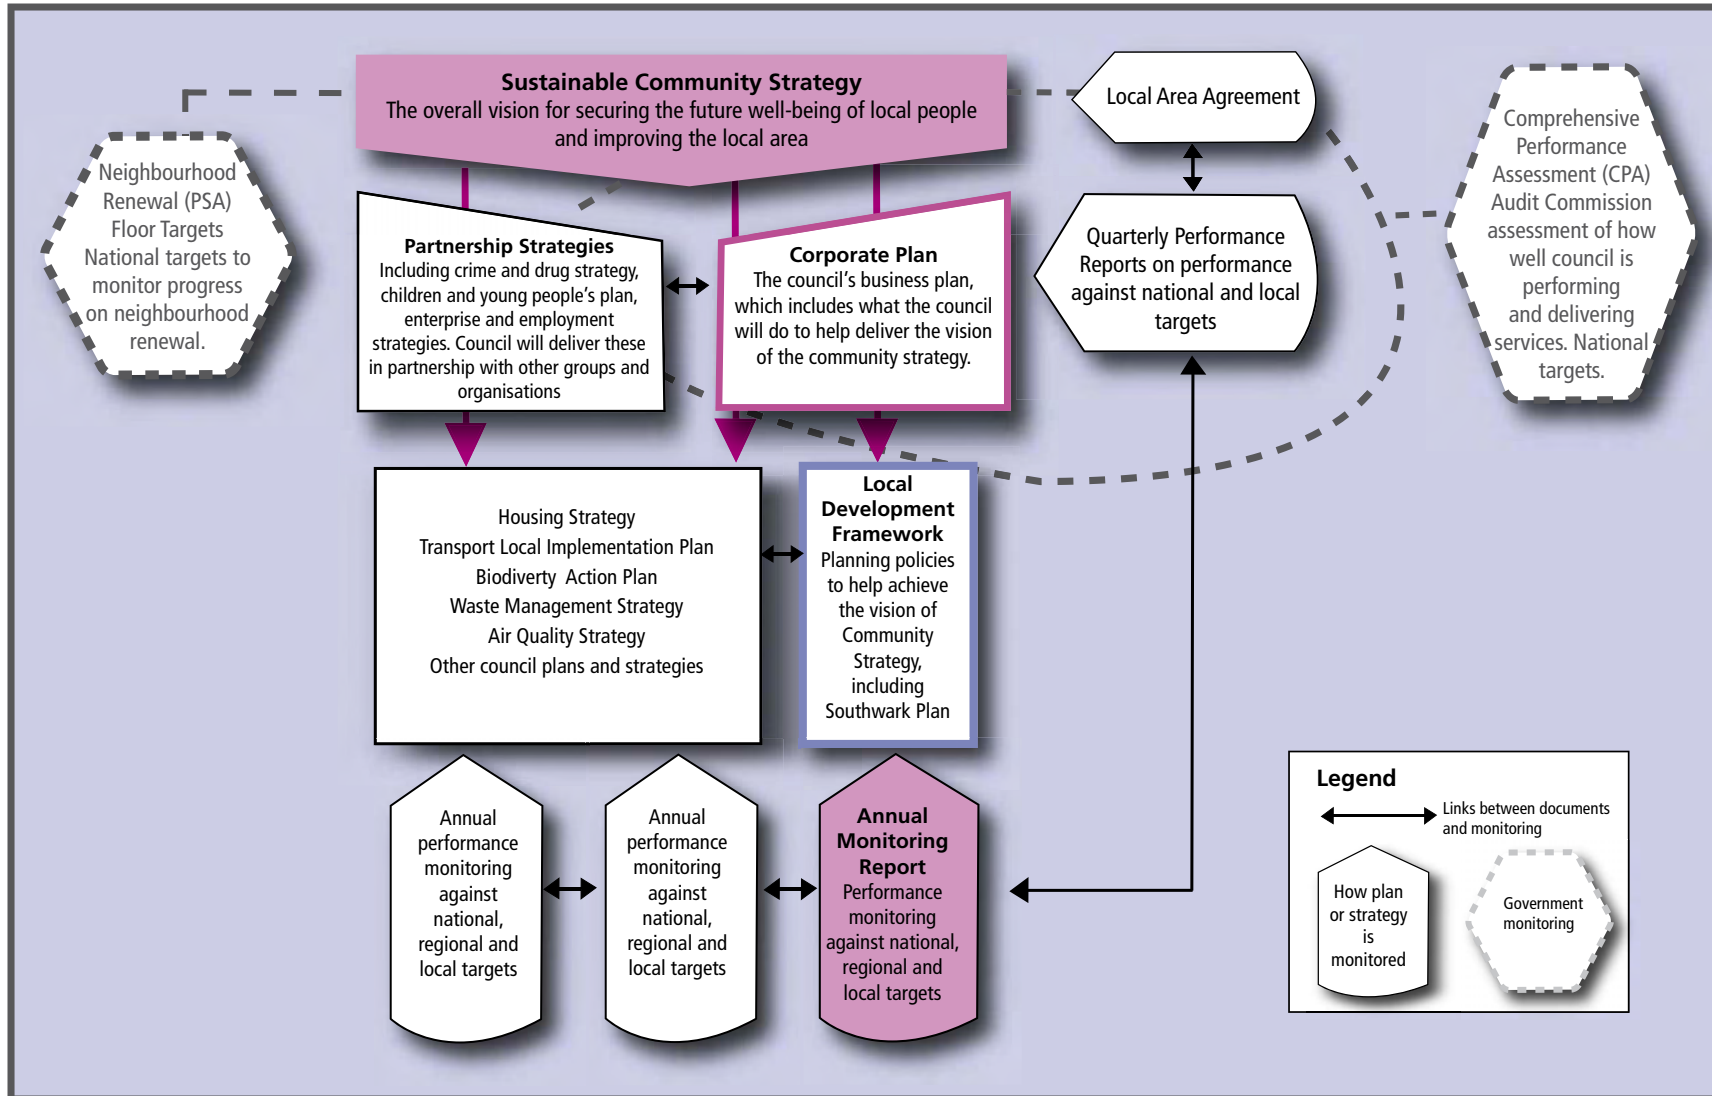 Sustainable Community Strategy
The overall vision for securing the future well-being of local people
and improving the local area
Local Area Agreement
Neighbourhood
Renewal (PSA)
Floor Targets
National targets to
monitor progress
on neighbourhood
renewal.
Comprehensive
Performance
Assessment (CPA)
Audit Commission
assessment of how
well council is
performing
and delivering
services. National
targets.
Partnership Strategies
Including crime and drug strategy,
children and young people's plan,
enterprise and employment
strategies. Council will deliver these
in partnership with other groups and
organisations
Corporate Plan
The council's business plan,
which includes what the council
will do to help deliver the vision
of the community strategy.
Quarterly Performance
Reports on performance
against national and local
targets
Housing Strategy
Transport Local Implementation Plan
Biodiverty Action Plan
Waste Management Strategy
Air Quality Strategy
Other council plans and strategies
Local
Development
Framework
Planning policies
to help achieve
the vision of
Community
Strategy,
including
Southwark Plan
Annual
performance
monitoring
against
national,
regional and
local targets
Annual
performance
monitoring
against
national,
regional and
local targets
Annual
Monitoring
Report
Performance
monitoring
against national,
regional and
local targets
Legend
Links between documents
and monitoring
How plan
or strategy
is
monitored
Government
monitoring